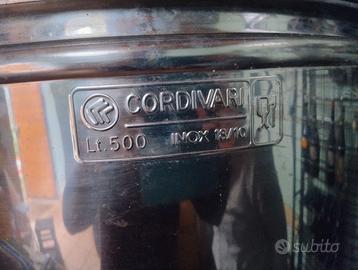 CORDIVARI
Lt. 500 INOX 18/10
subito